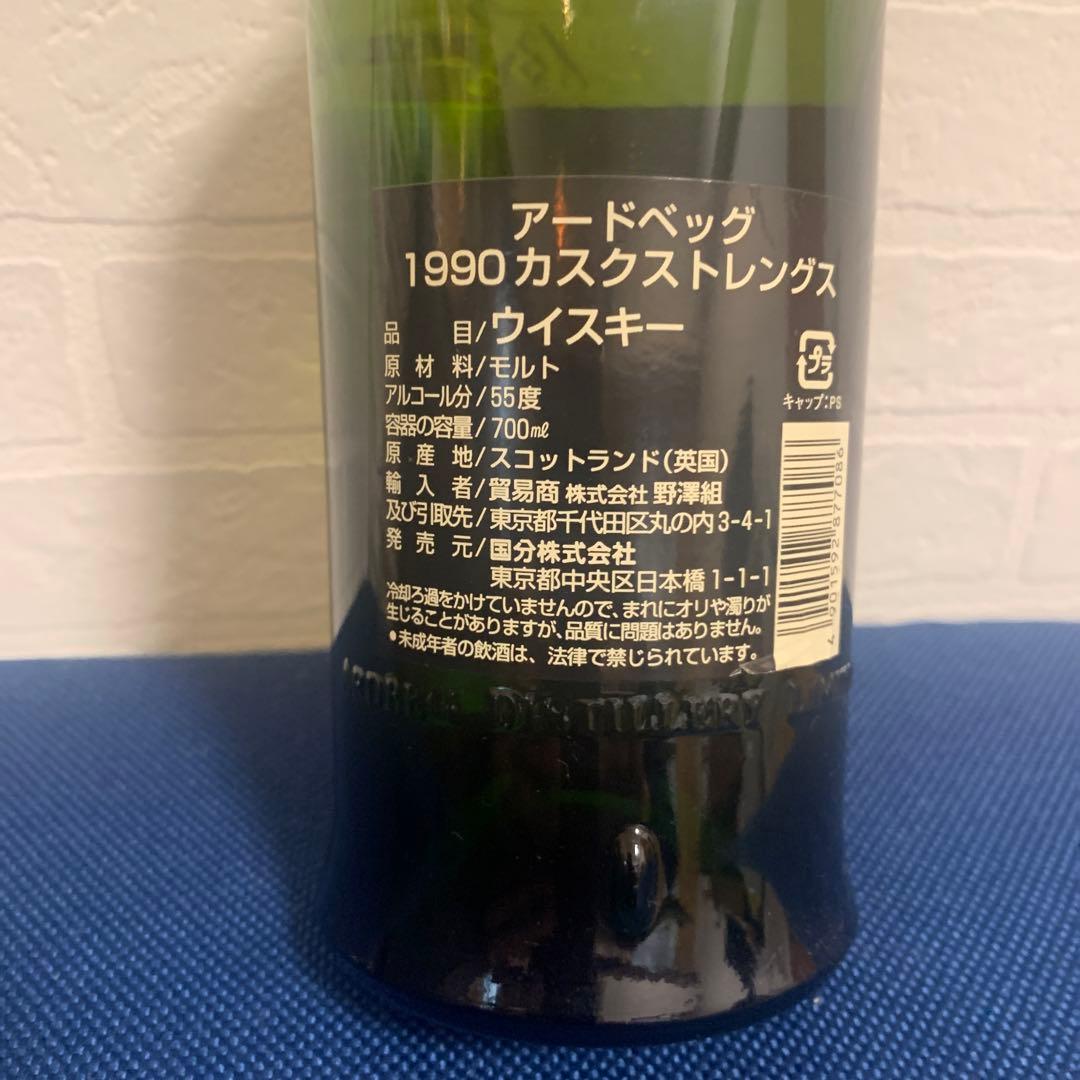 アードベッグ
1990カスクストレングス
品目/ウイスキー
原材料/モルト
アルコール分/55度
容器の容量/700㎖
原産地/スコットランド(英国)
輸入者/貿易商 株式会社 野澤組
及び引取先/東京都千代田区丸の内3-4-1
発売元/国分株式会社
東京都中央区日本橋1-1-1
冷却ろ過をかけていませんので、まれにオリや濁りが
生じることがありますが、品質に問題はありません。
●未成年者の飲酒は、法律で禁じられています。
プラ
キャップ:PS
4 901592 877086
DISTILLERY